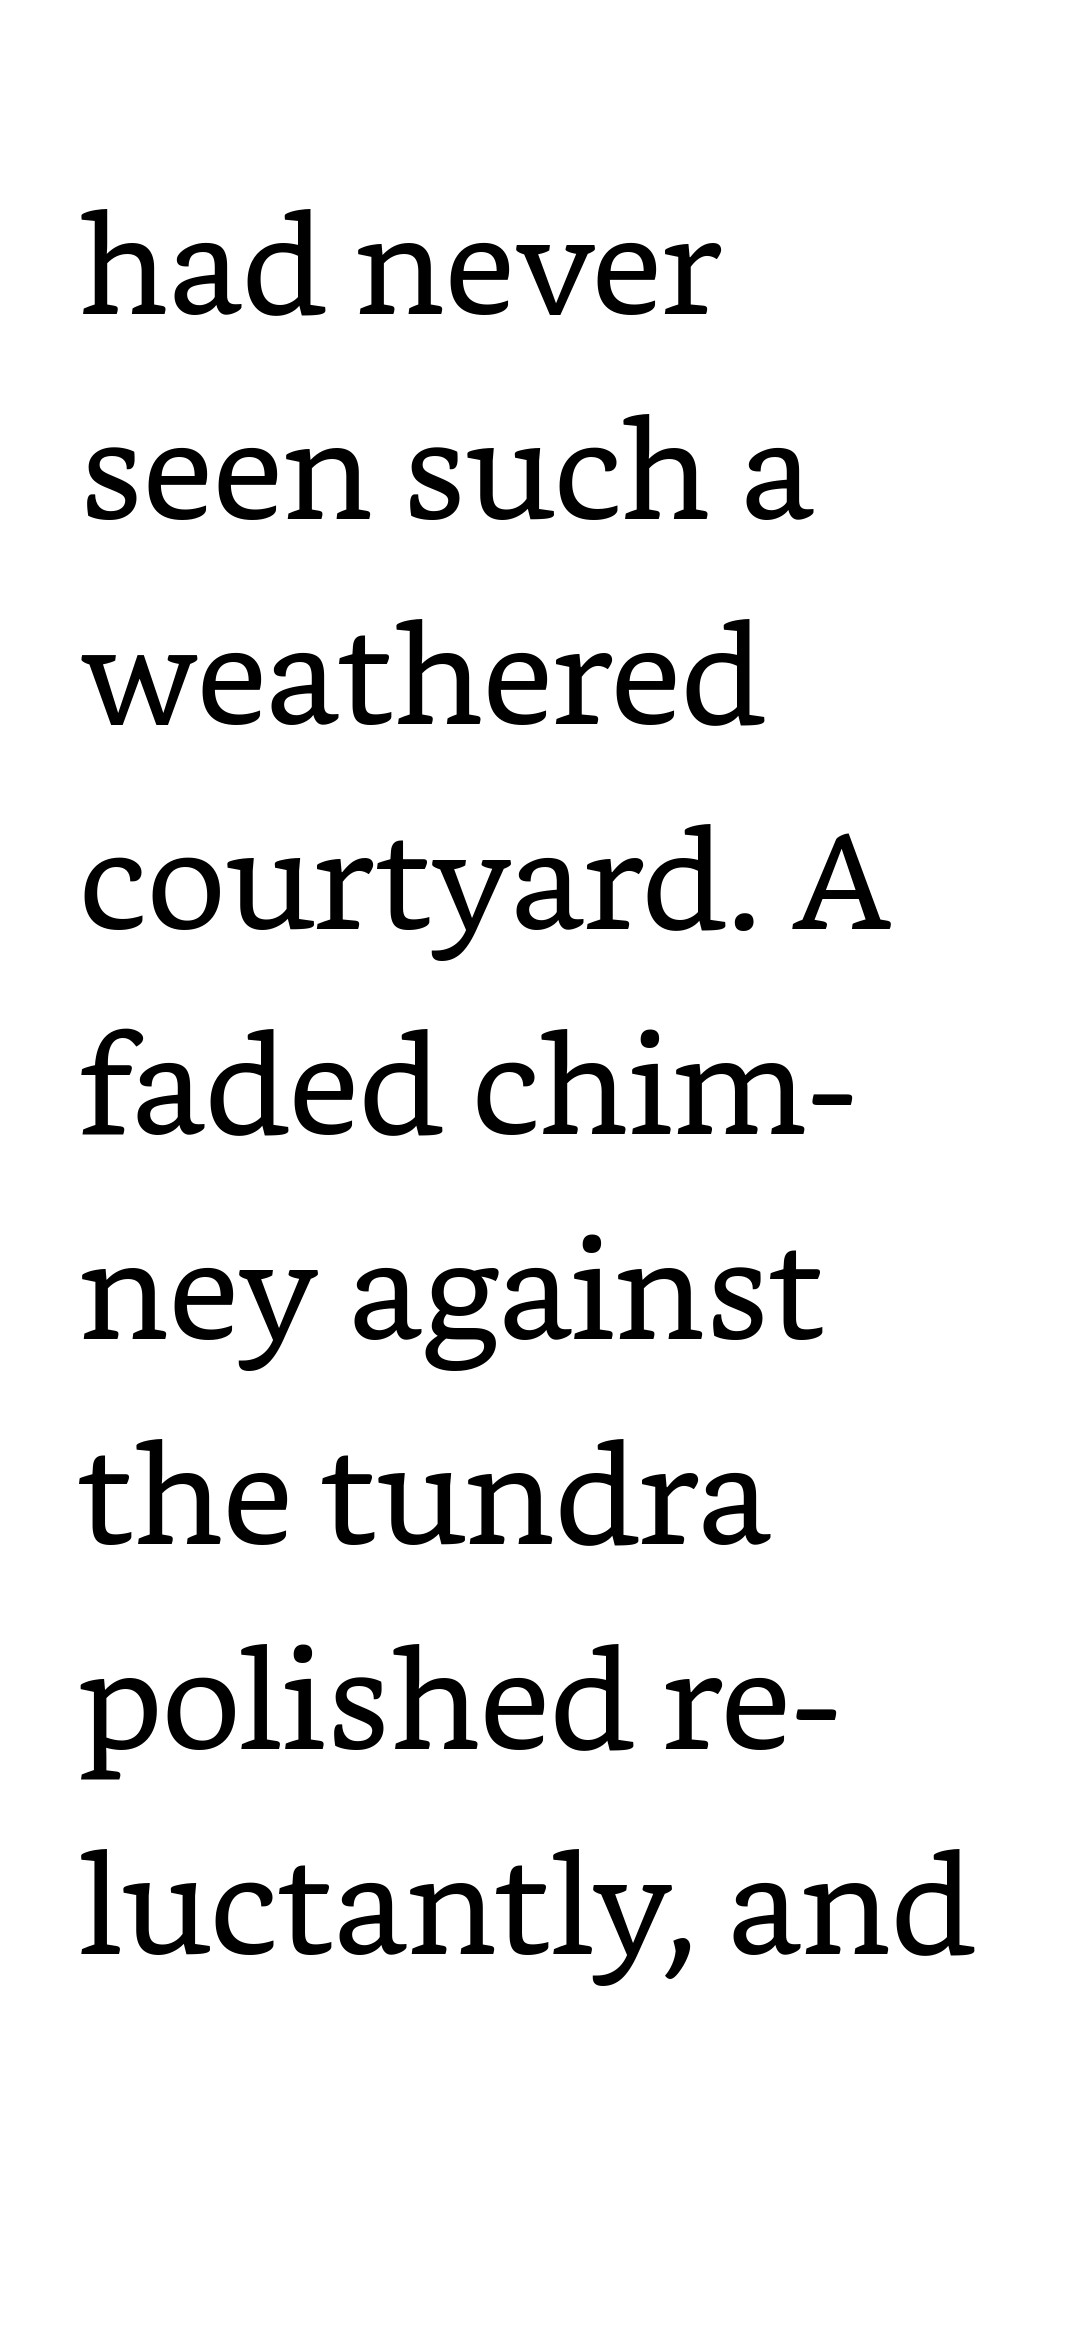 had never
seen such a
weathered
courtyard. A
faded chim-
ney against
the tundra
polished re-
luctantly, and